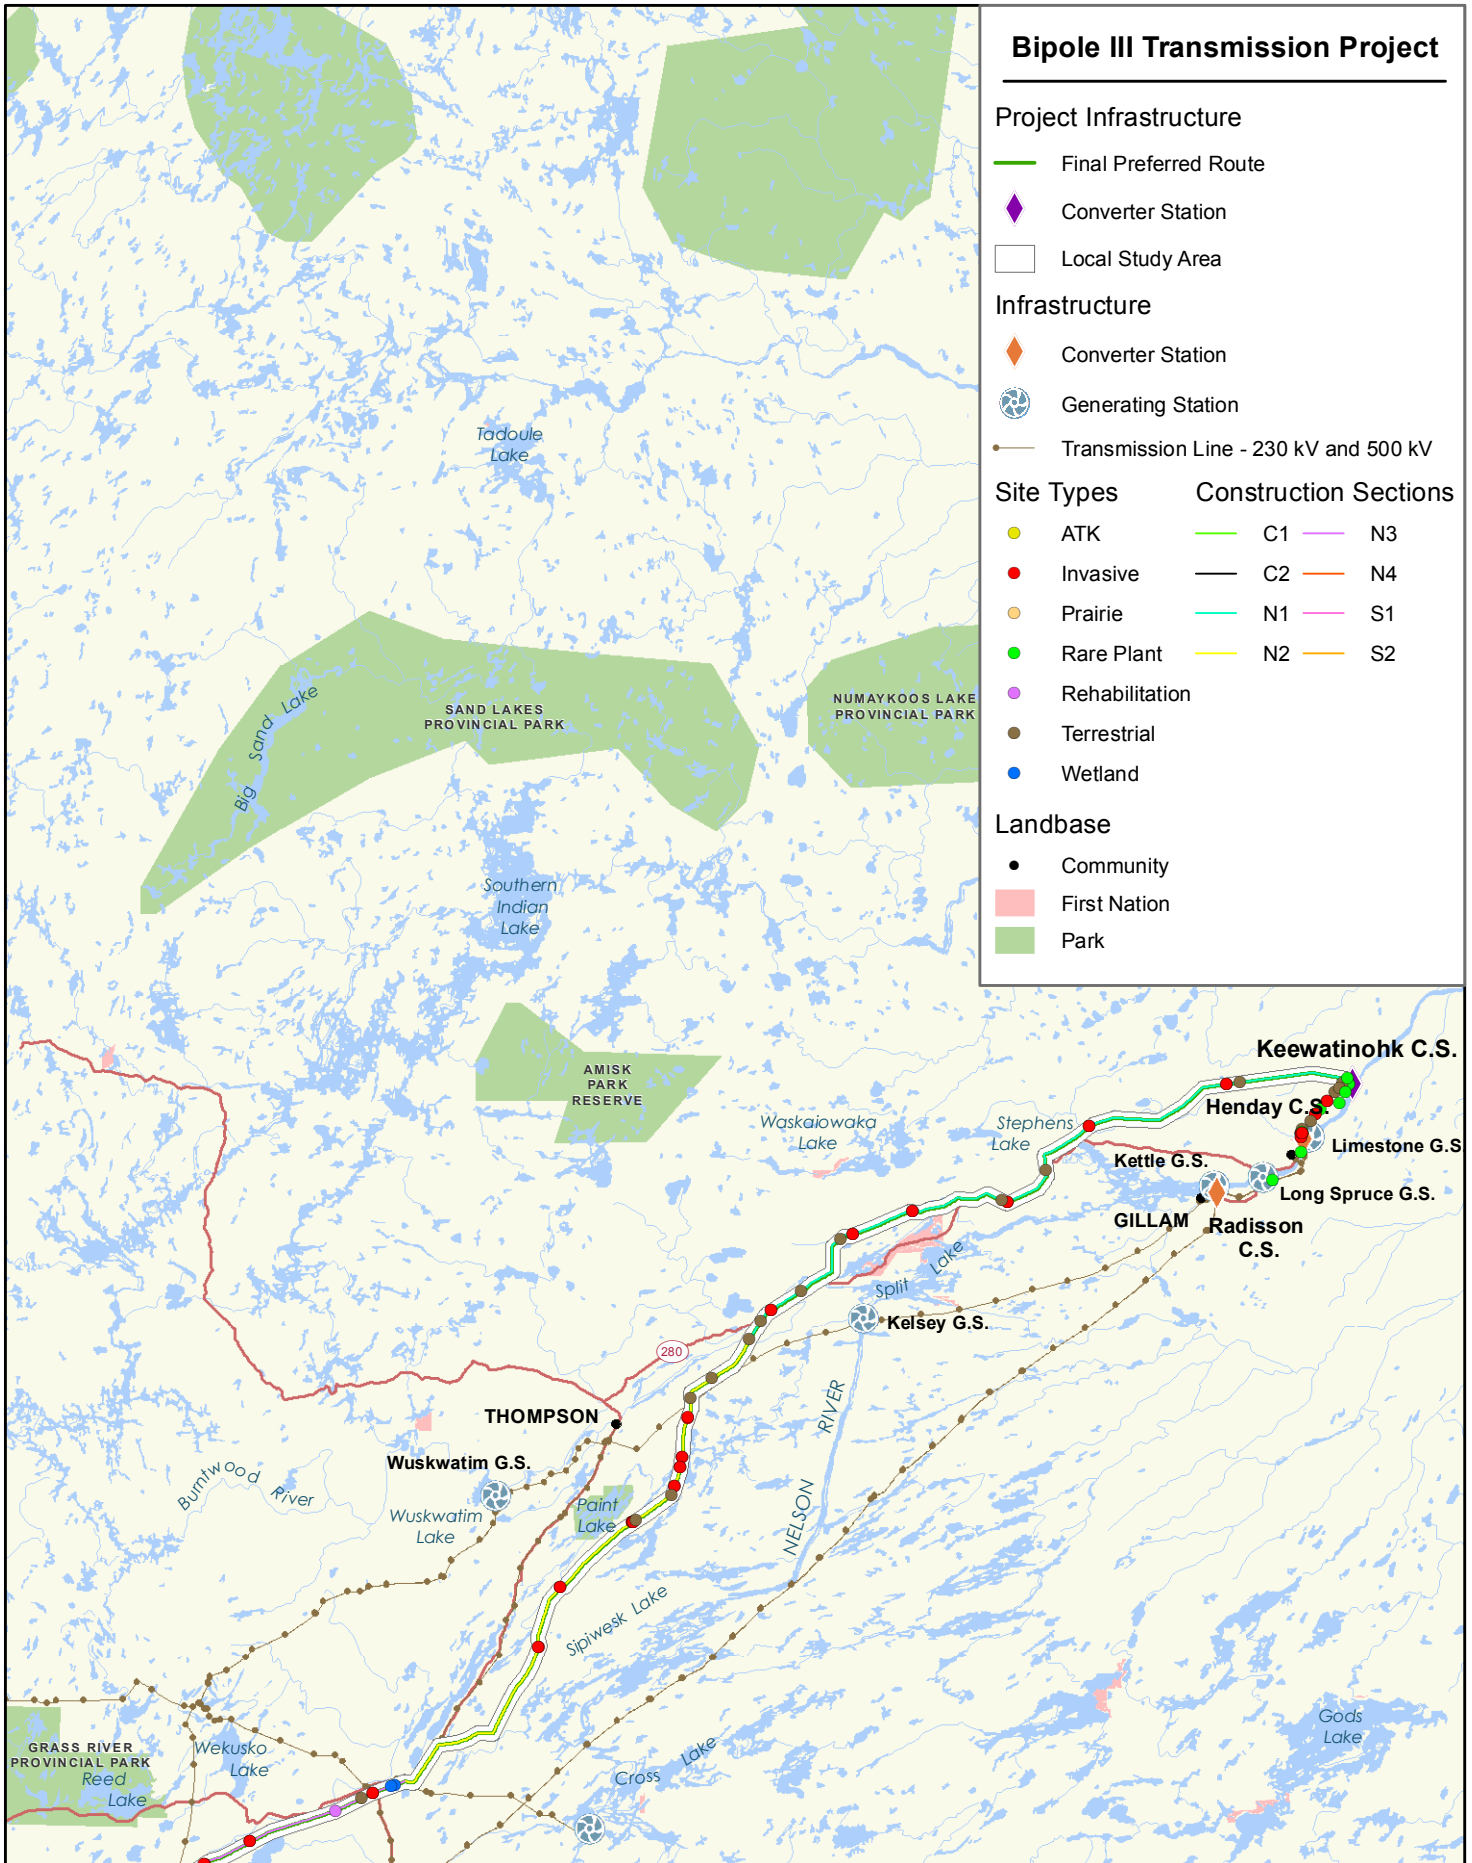 Bipole III Transmission Project
Project Infrastructure
Final Preferred Route
Converter Station
Local Study Area
Infrastructure
Converter Station
Generating Station
Transmission Line - 230 kV and 500 kV
Site Types
ATK
Invasive
Prairie
Rare Plant
Rehabilitation
Terrestrial
Wetland
Construction Sections
C1
C2
N1
N2
N3
N4
S1
S2
Landbase
Community
First Nation
Park
Tadoule
Lake
Big Sand Lake
SAND LAKES
PROVINCIAL PARK
NUMAYKOOS LAKE
PROVINCIAL PARK
Southern
Indian
Lake
AMISK
PARK
RESERVE
Waskaiowaka
Lake
Stephens
Lake
Keewatinohk C.S.
Henday C.S.
Limestone G.S.
Kettle G.S.
Long Spruce G.S.
GILLAM
Radisson
C.S.
Split Lake
Kelsey G.S.
280
THOMPSON
NELSON RIVER
Wuskwatim G.S.
Burntwood River
Wuskwatim
Lake
Paint
Lake
Sipiwesk Lake
GRASS RIVER
PROVINCIAL PARK
Reed
Lake
Wekusko
Lake
Cross Lake
Gods
Lake